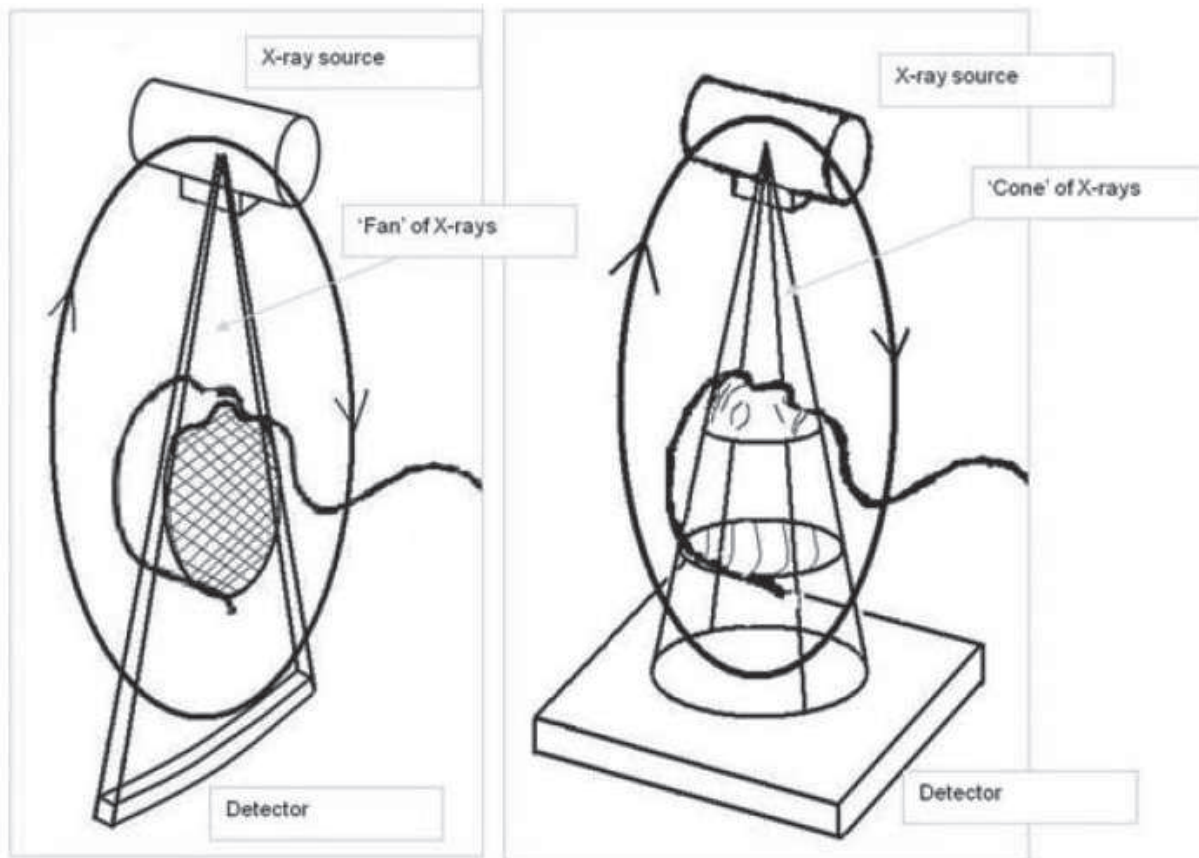 X-ray source
'Fan' of X-rays
Detector
X-ray source
'Cone' of X-rays
Detector